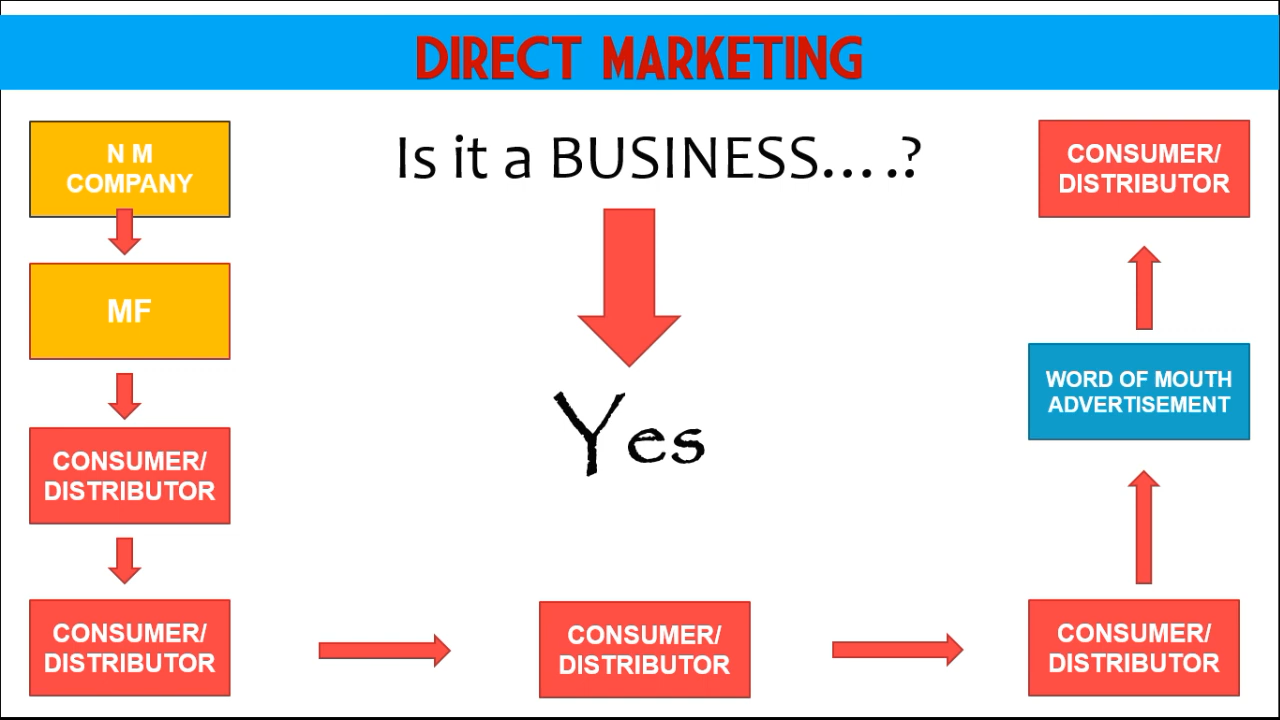 DIRECT MARKETING
Is it a BUSINESS.…?
Yes
N M
COMPANY
MF
CONSUMER/
DISTRIBUTOR
CONSUMER/
DISTRIBUTOR
CONSUMER/
DISTRIBUTOR
CONSUMER/
DISTRIBUTOR
WORD OF MOUTH
ADVERTISEMENT
CONSUMER/
DISTRIBUTOR